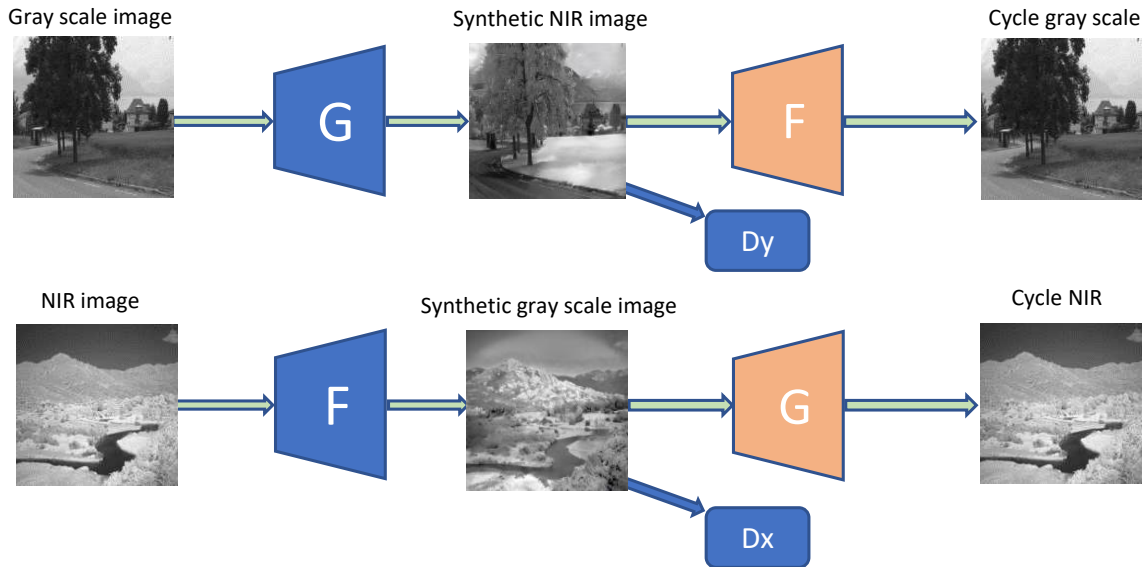 Gray scale image
Synthetic NIR image
Cycle gray scale
G
F
Dy
NIR image
Synthetic gray scale image
Cycle NIR
F
G
Dx